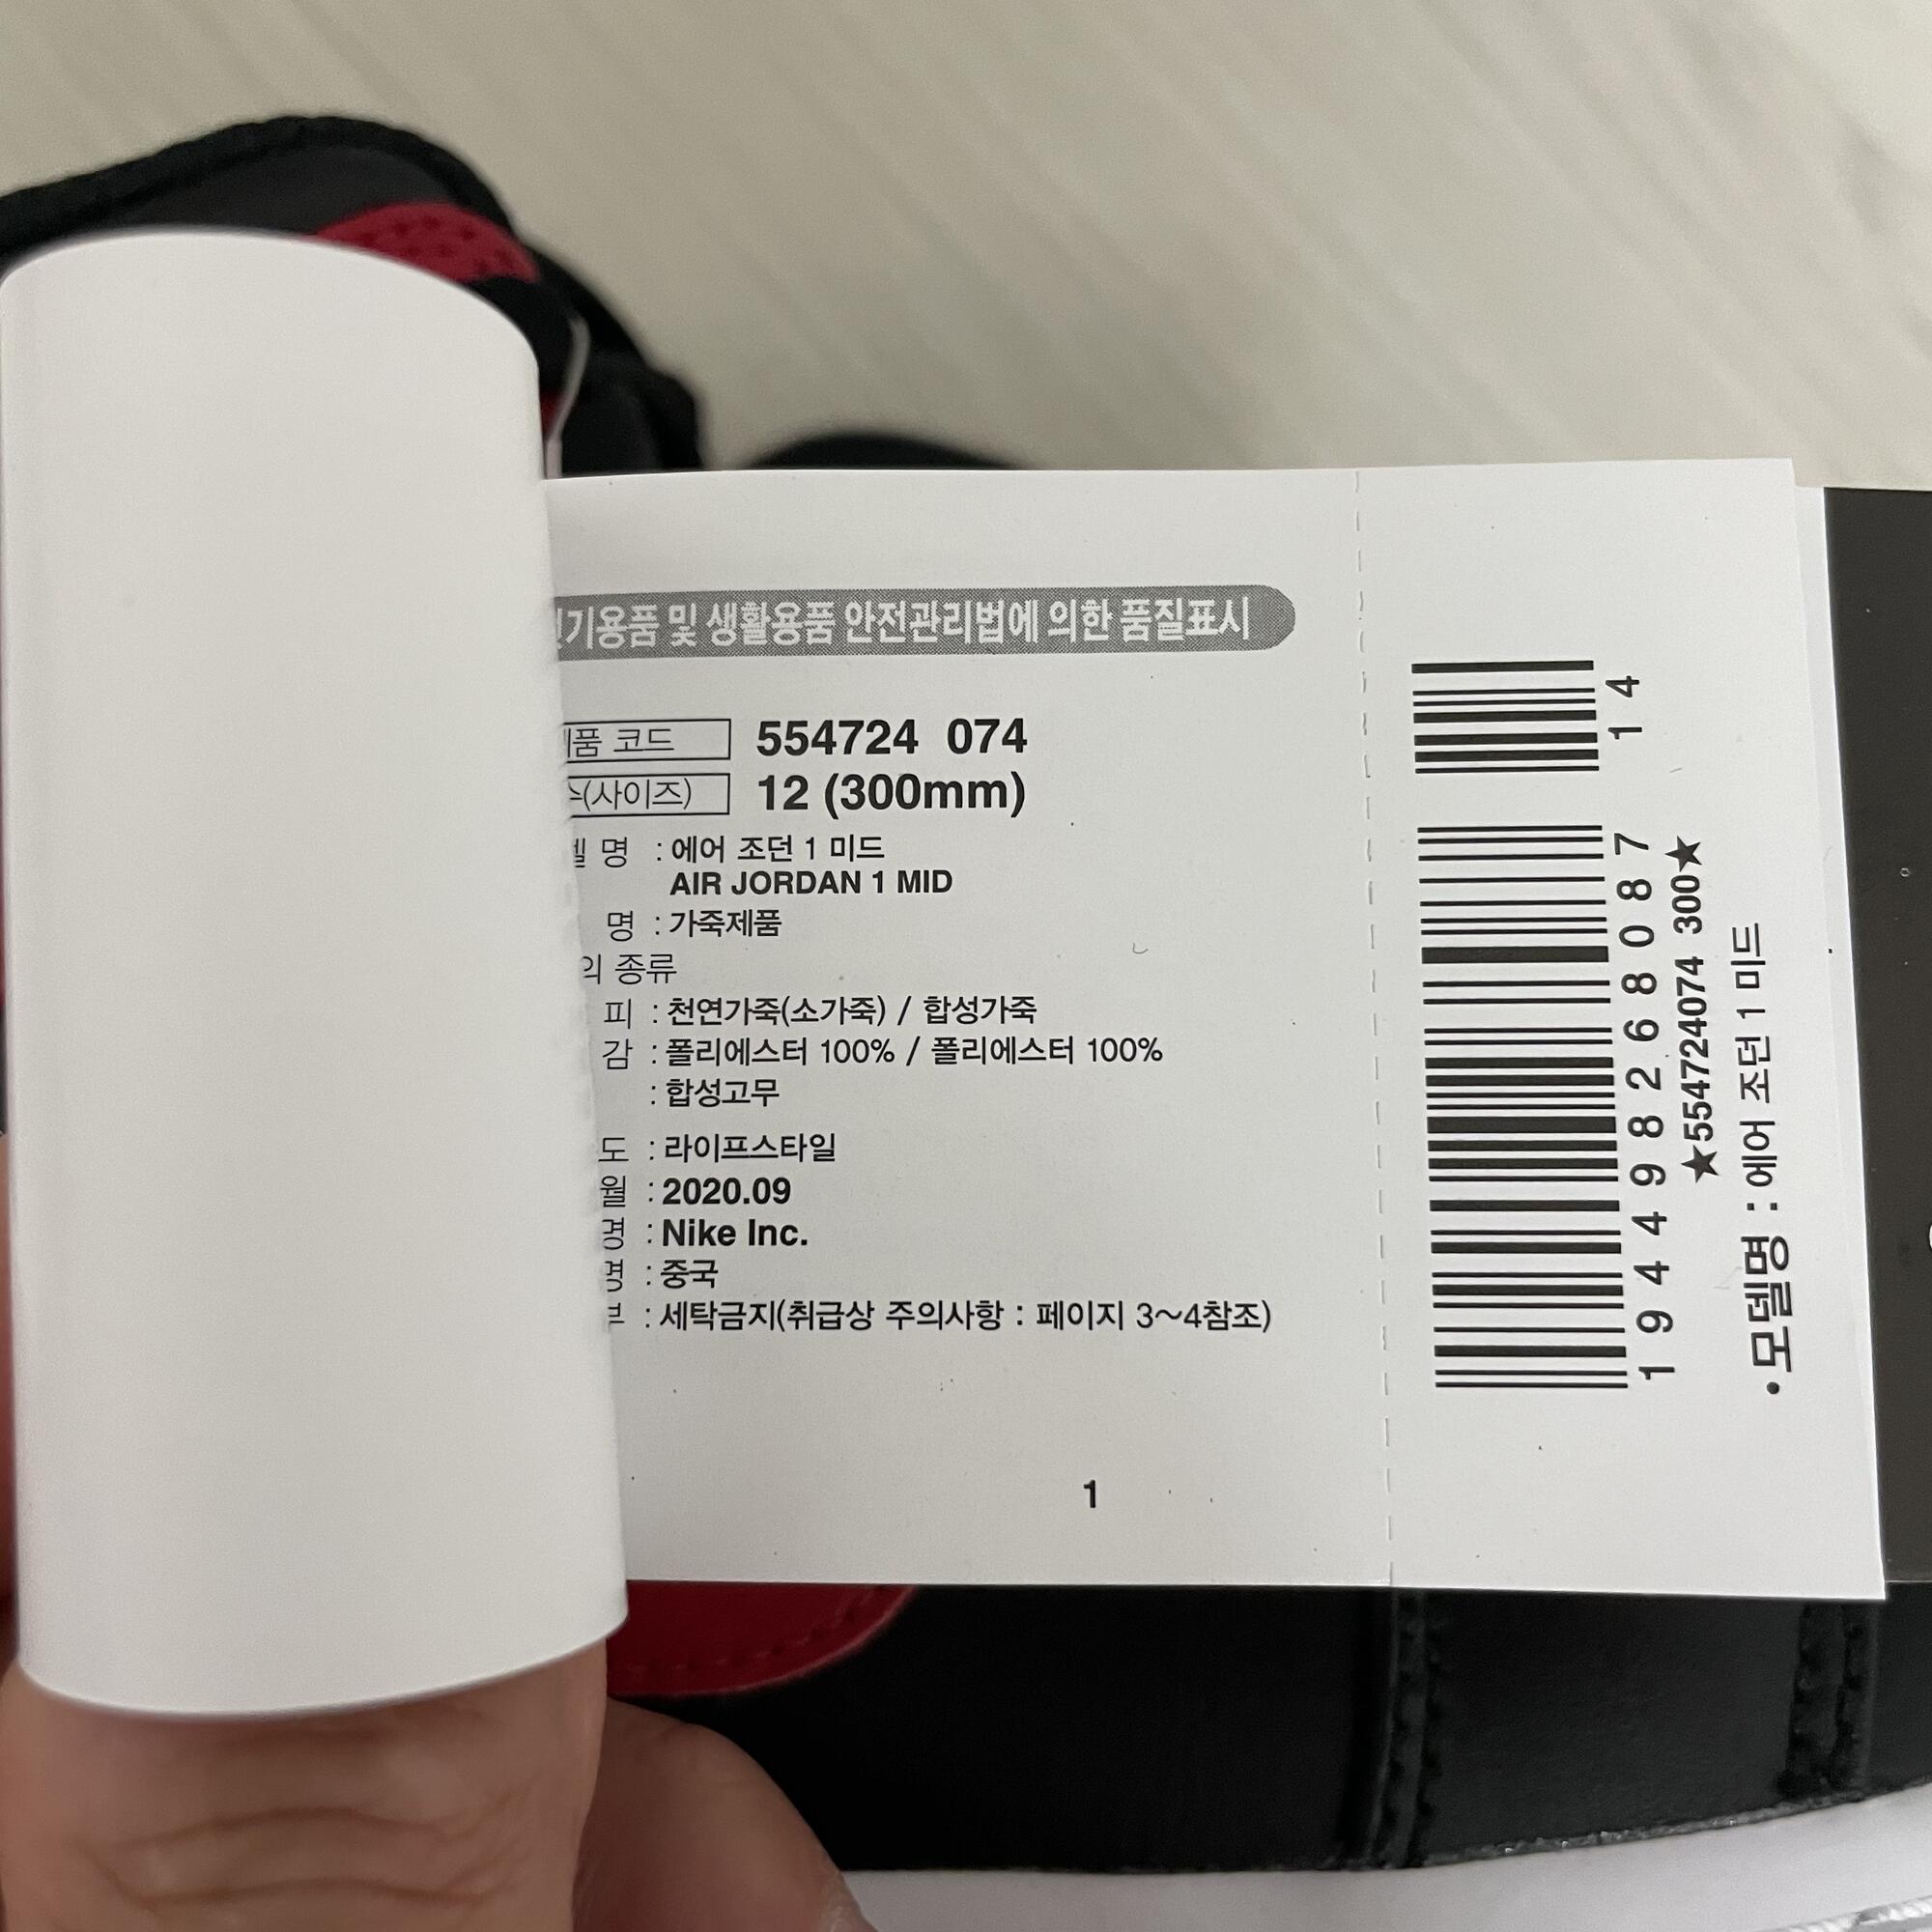 전기용품 및 생활용품 안전관리법에 의한 품질표시
제품 코드 554724 074
(사이즈) 12 (300mm)
델 명 : 에어 조던 1 미드
AIR JORDAN 1 MID
명 : 가죽제품
의 종류
피 : 천연가죽(소가죽) / 합성가죽
감 : 폴리에스터 100% / 폴리에스터 100%
: 합성고무
도 : 라이프스타일
월 : 2020.09
명 : Nike Inc.
명 : 중국
부 : 세탁금지(취급상 주의사항 : 페이지 3~4참조)
1
14
194498268087
★554724074 300★
•모델명 : 에어 조던 1 미드